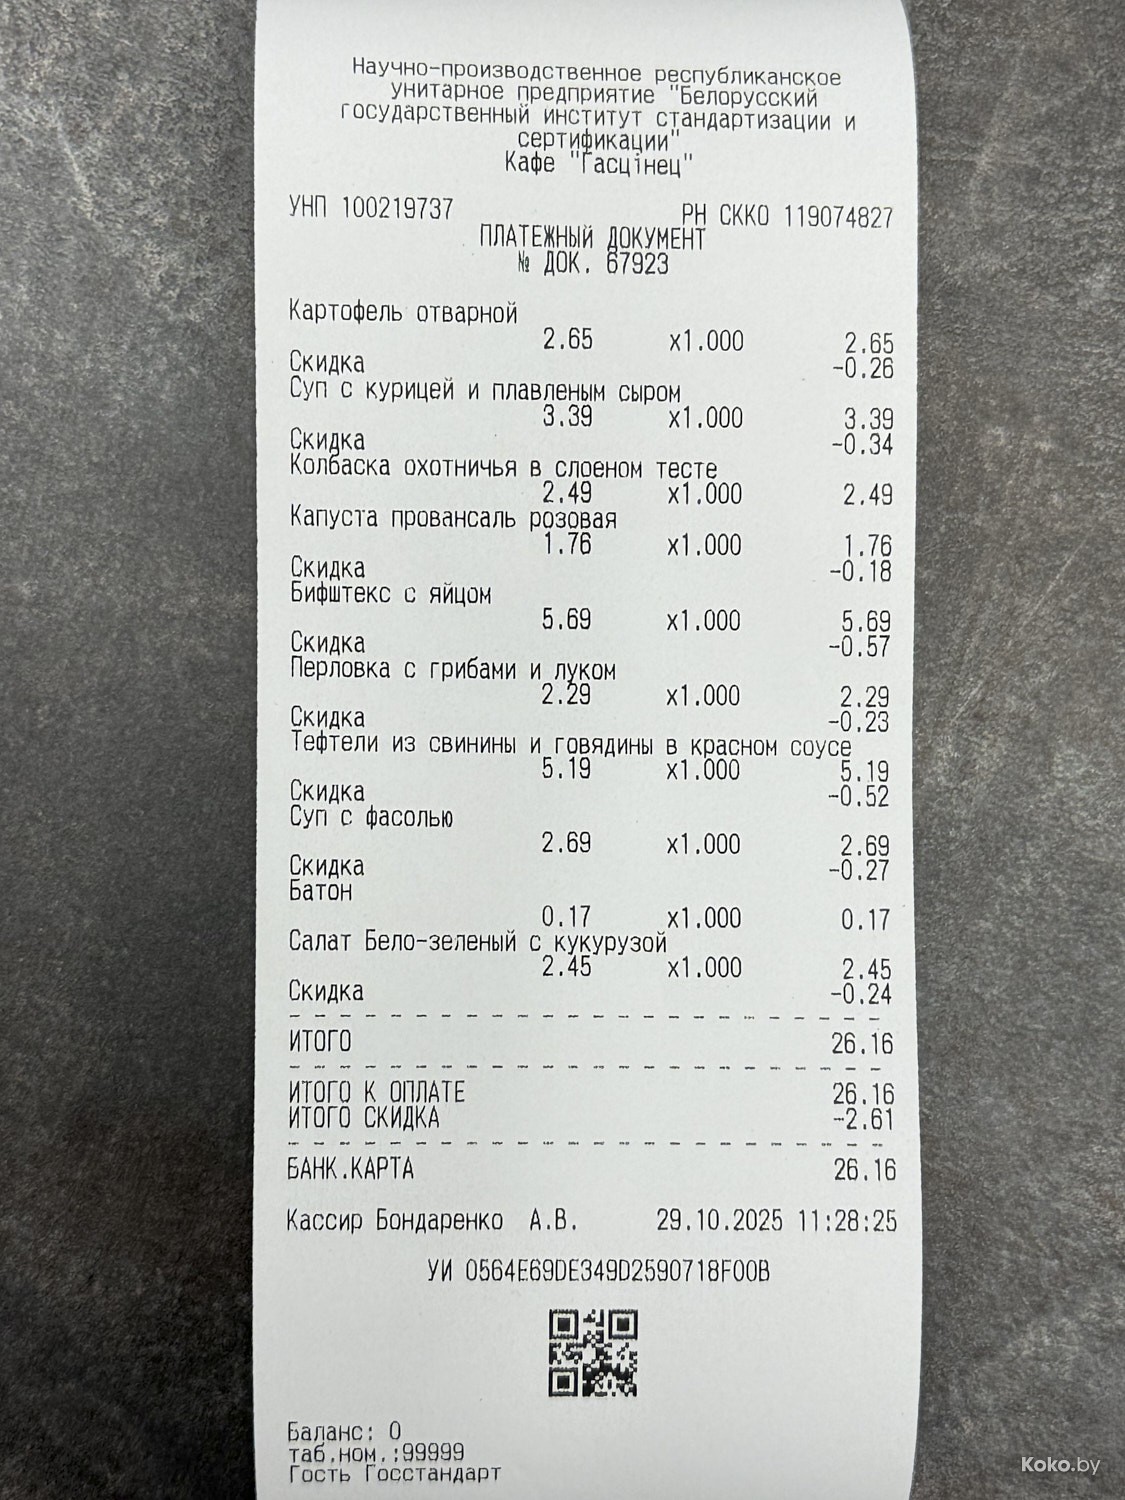 Научно-производственное республиканское
унитарное предприятие "Белорусский
государственный институт стандартизации и
сертификации"
Кафе "Гасцінец"
УНП 100219737 РН СККО 119074827
ПЛАТЕЖНЫЙ ДОКУМЕНТ
№ ДОК. 67923
Картофель отварной
2.65 x1.000 2.65
Скидка -0.26
Суп с курицей и плавленым сыром
3.39 x1.000 3.39
Скидка -0.34
Колбаска охотничья в слоеном тесте
2.49 x1.000 2.49
Капуста провансаль розовая
1.76 x1.000 1.76
Скидка -0.18
Бифштекс с яйцом
5.69 x1.000 5.69
Скидка -0.57
Перловка с грибами и луком
2.29 x1.000 2.29
Скидка -0.23
Тефтели из свинины и говядины в красном соусе
5.19 x1.000 5.19
Скидка -0.52
Суп с фасолью
2.69 x1.000 2.69
Скидка -0.27
Батон
0.17 x1.000 0.17
Салат Бело-зеленый с кукурузой
2.45 x1.000 2.45
Скидка -0.24
ИТОГО 26.16
ИТОГО К ОПЛАТЕ 26.16
ИТОГО СКИДКА -2.61
БАНК.КАРТА 26.16
Кассир Бондаренко А.В. 29.10.2025 11:28:25
УИ 0564E69DE349D2590718F00B
Баланс: 0
таб.ном.:99999
Гость Госстандарт
Koko.by